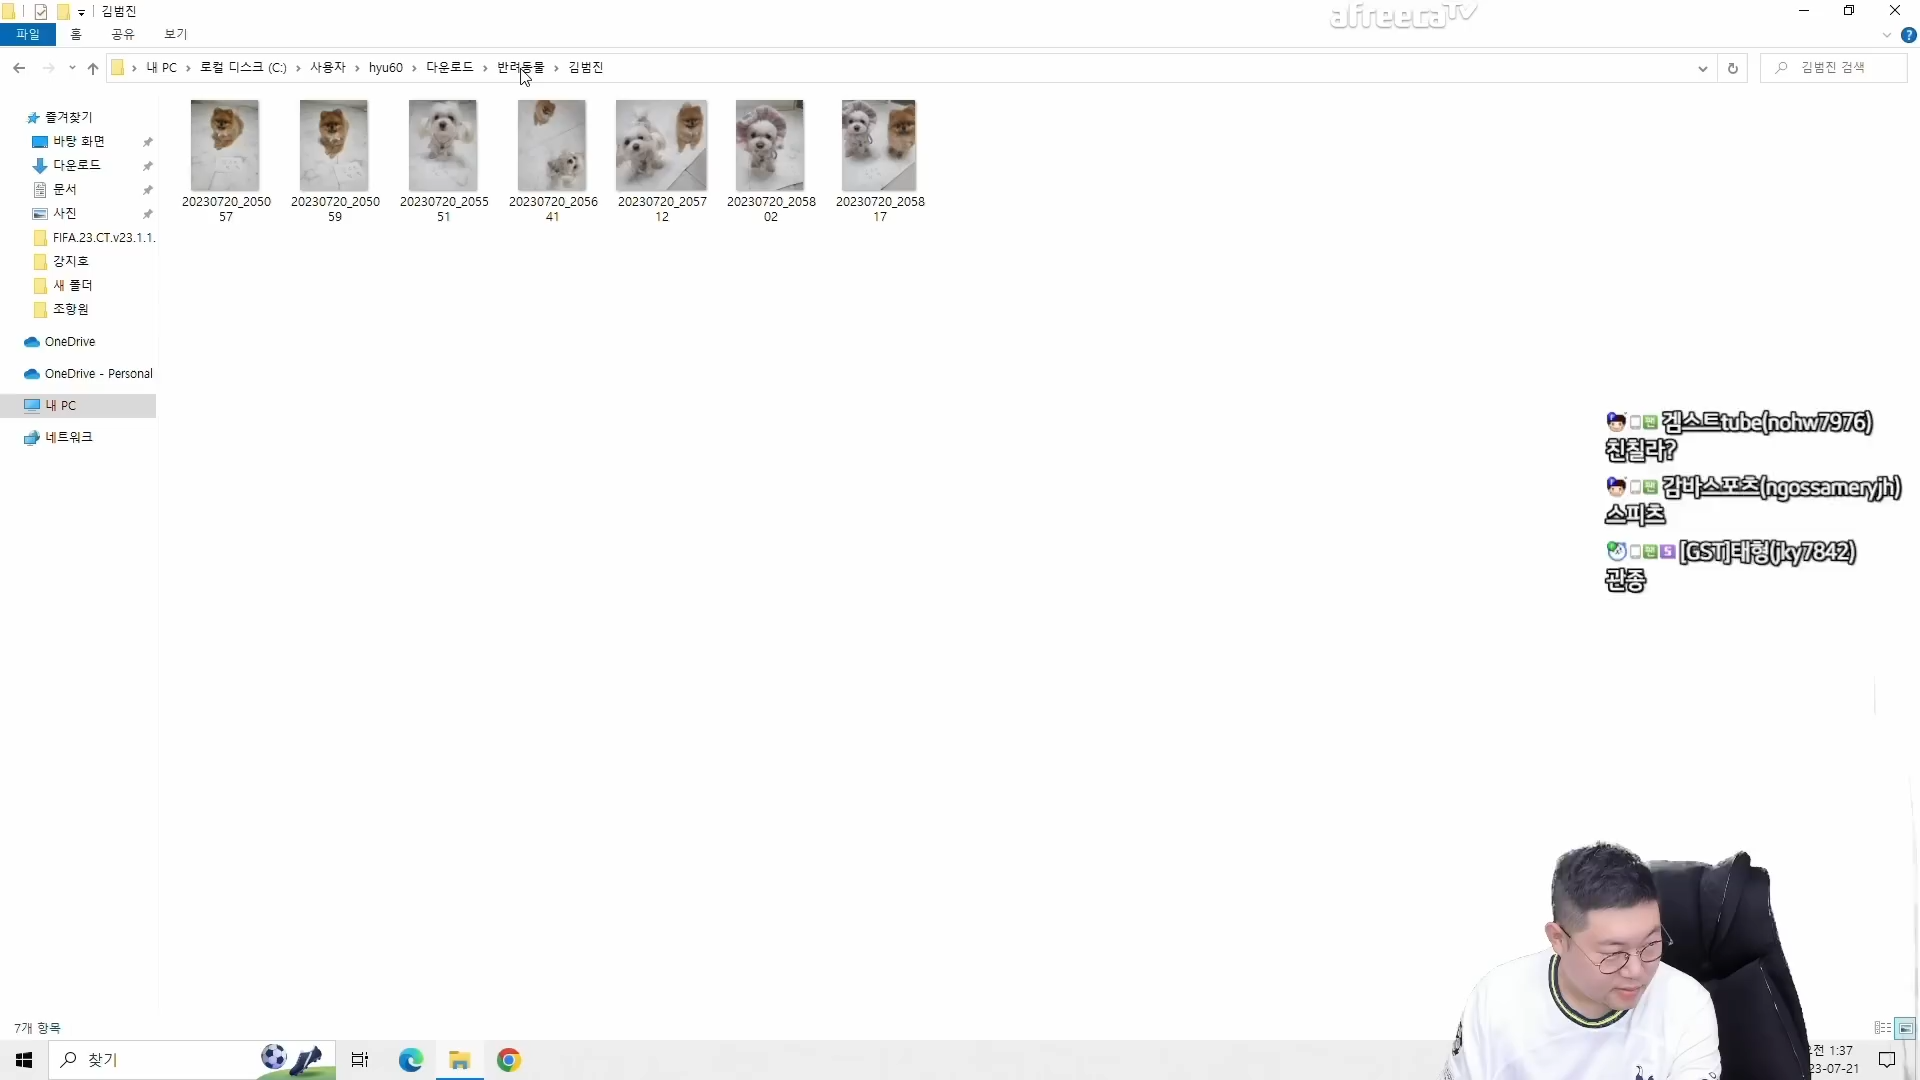 김범진
afreecaTV
파일 홈 공유 보기
내 PC › 로컬 디스크 (C:) › 사용자 › hyu60 › 다운로드 › 반려동물 › 김범진
김범진 검색
즐겨찾기
바탕 화면
다운로드
문서
사진
FIFA.23.CT.v23.1.1.
강지호
새 폴더
조항원
OneDrive
OneDrive - Personal
내 PC
네트워크
20230720_2050
57
20230720_2050
59
20230720_2055
51
20230720_2056
41
20230720_2057
12
20230720_2058
02
20230720_2058
17
겜스트tube(nohw7976)
친칠라?
감바스포츠(ngossameryjh)
스피츠
[GST]태형(jky7842)
관종
7개 항목
찾기
1:37
23-07-21